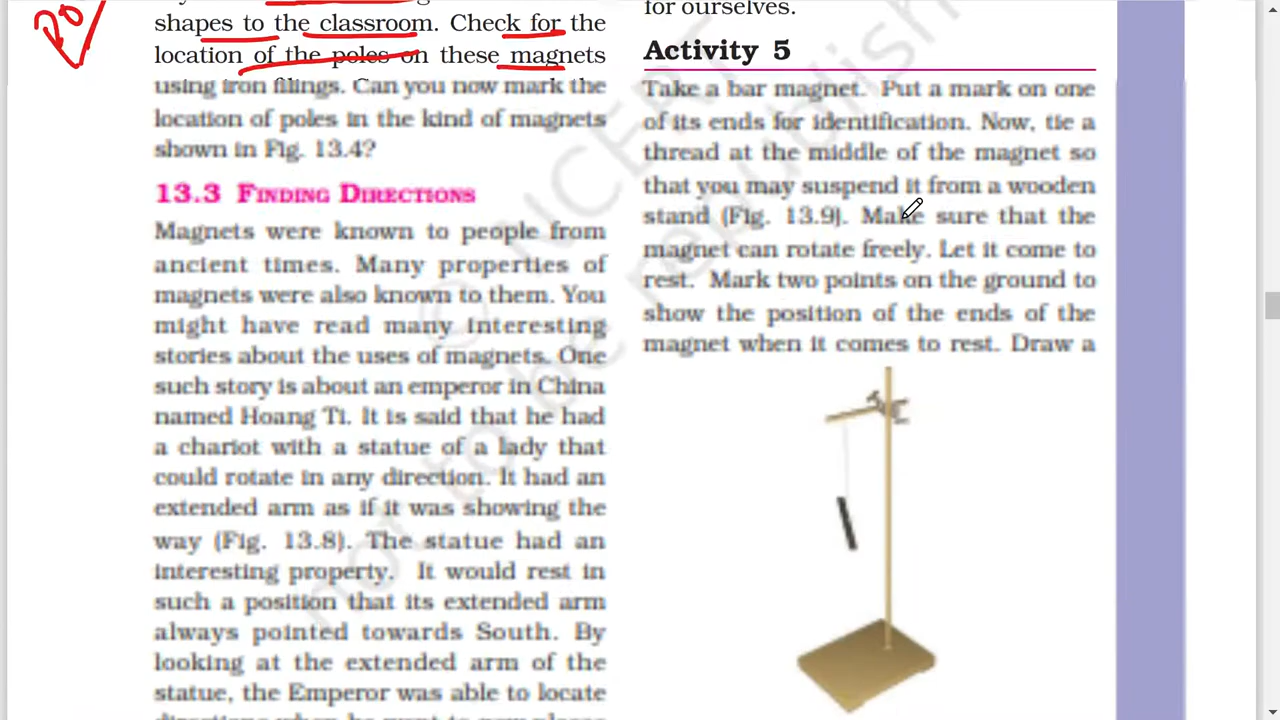 shapes to the classroom. Check for the
location of the poles on these magnets
using iron filings. Can you now mark the
location of poles in the kind of magnets
shown in Fig. 13.4?
13.3 FINDING DIRECTIONS
Magnets were known to people from
ancient times. Many properties of
magnets were also known to them. You
might have read many interesting
stories about the uses of magnets. One
such story is about an emperor in China
named Hoang Ti. It is said that he had
a chariot with a statue of a lady that
could rotate in any direction. It had an
extended arm as if it was showing the
way (Fig. 13.8). The statue had an
interesting property. It would rest in
such a position that its extended arm
always pointed towards South. By
looking at the extended arm of the
statue, the Emperor was able to locate
for ourselves.
Activity 5
Take a bar magnet. Put a mark on one
of its ends for identification. Now, tie a
thread at the middle of the magnet so
that you may suspend it from a wooden
stand (Fig. 13.9). Make sure that the
magnet can rotate freely. Let it come to
rest. Mark two points on the ground to
show the position of the ends of the
magnet when it comes to rest. Draw a
© NCERT
not to be republish